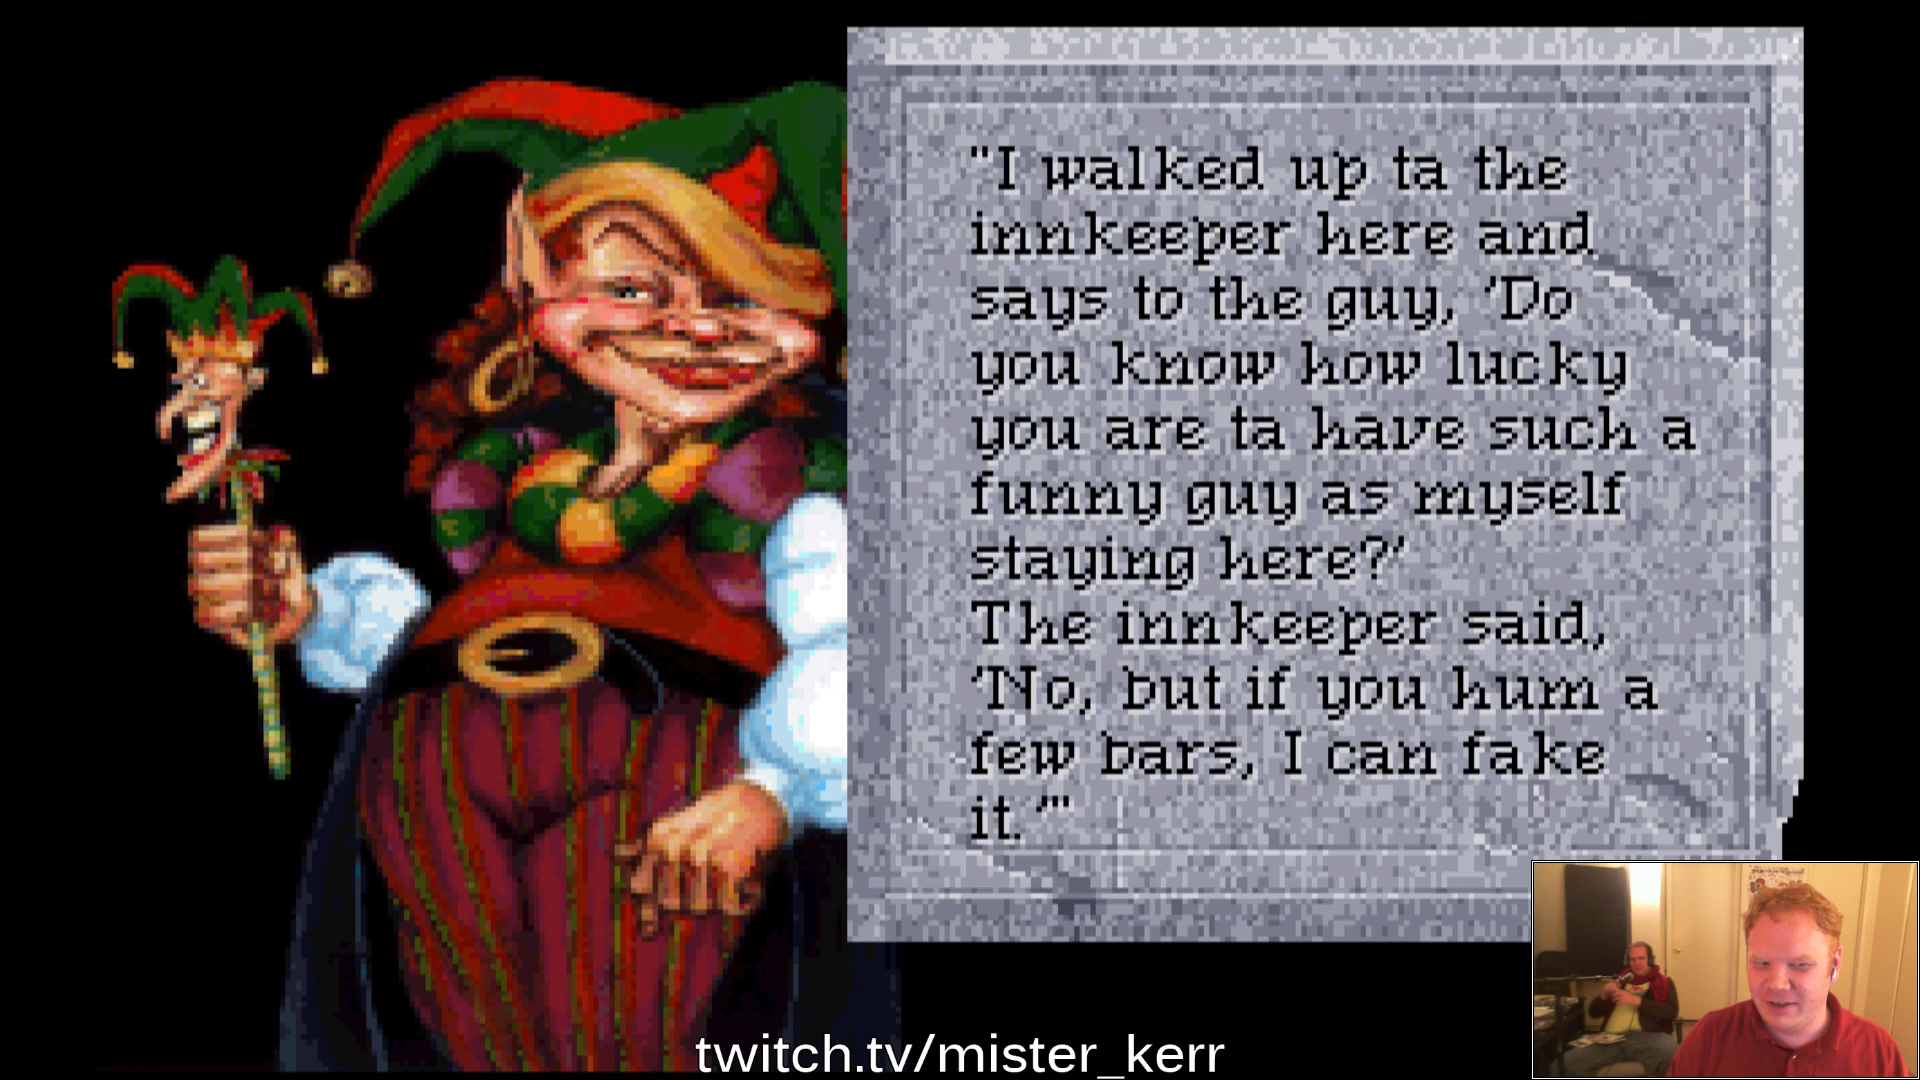 "I walked up ta the
innkeeper here and
says to the guy, 'Do
you know how lucky
you are ta have such a
funny guy as myself
staying here?'
The innkeeper said,
'No, but if you hum a
few bars, I can fake
it.'"
twitch.tv/mister_kerr